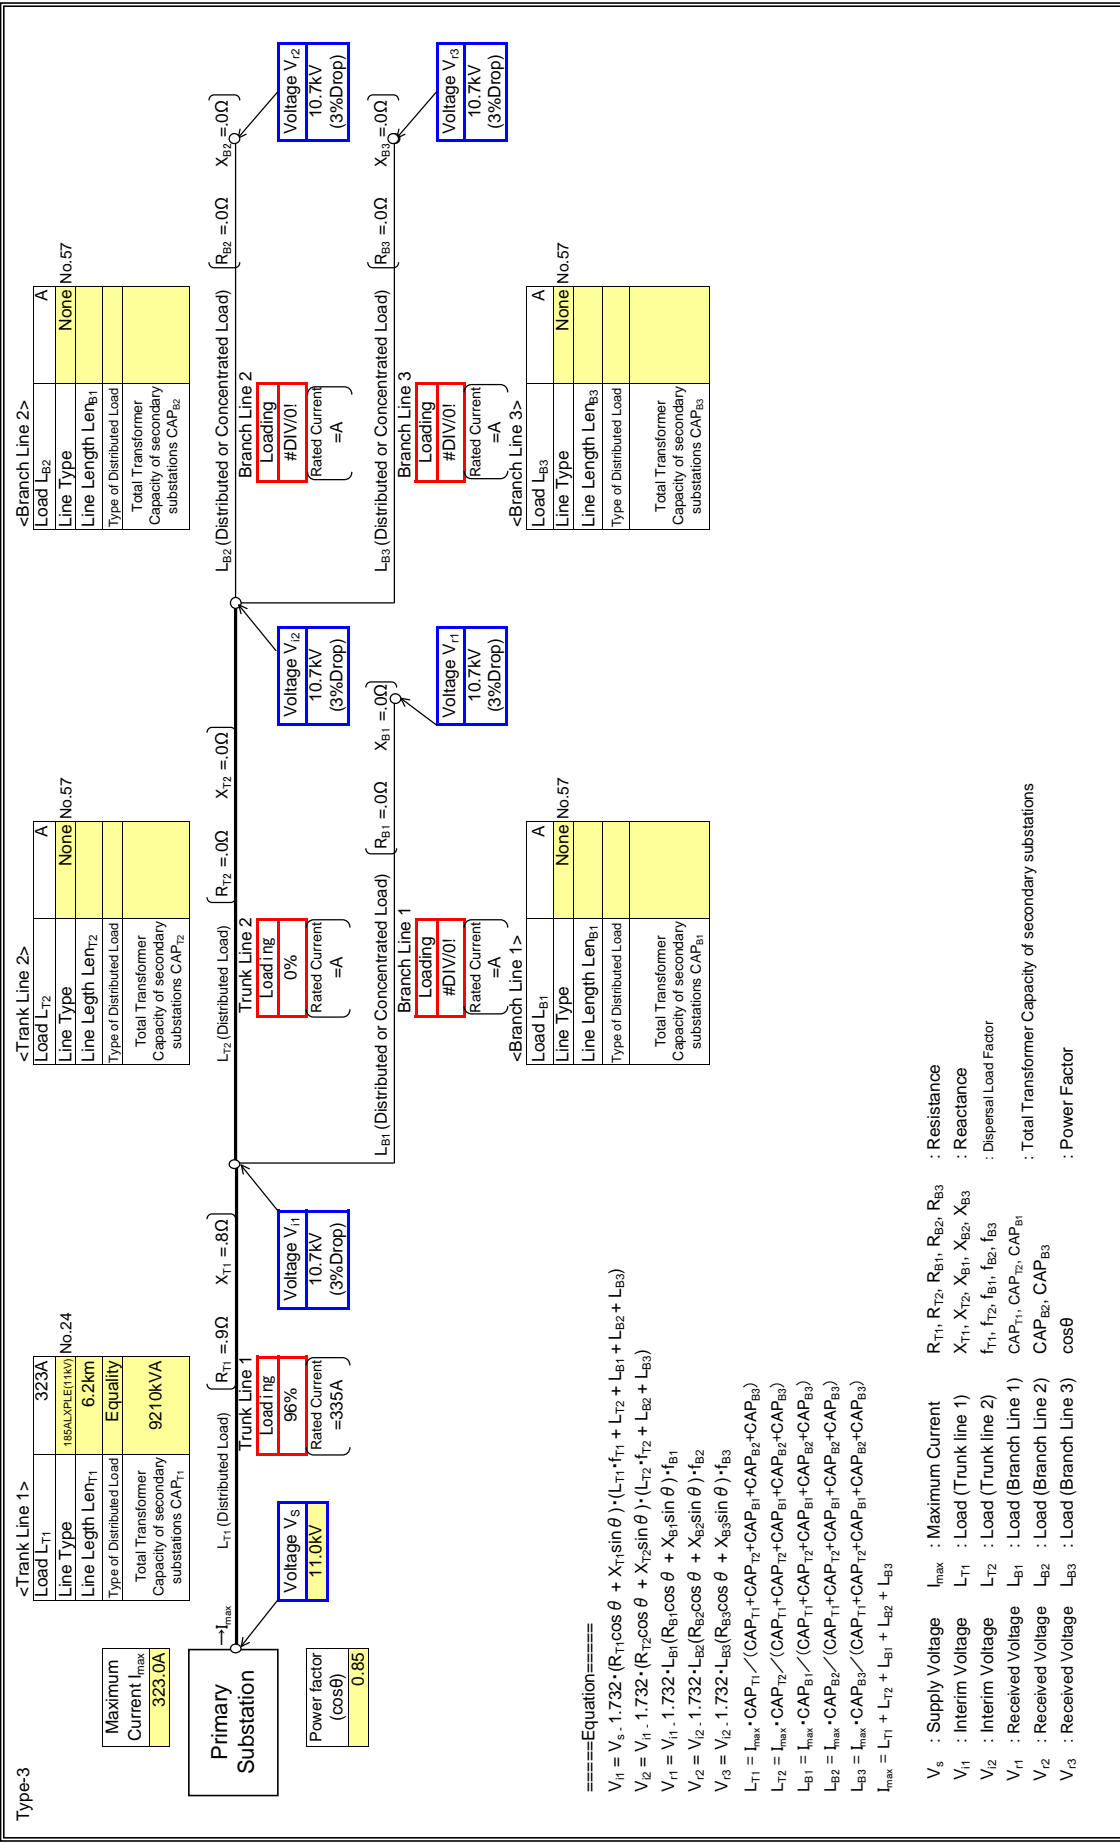 Type-3
Maximum
Current Imax
323.0A
Primary
Substation
Power factor
(cosθ)
0.85
→Imax
Voltage Vs
11.0kV
<Trank Line 1>
Load LT1 323A
Line Type 185ALXPLE(11kV) No.24
Line Legth LenT1 6.2km
Type of Distributed Load Equality
Total Transformer
Capacity of secondary
substations CAPT1
9210kVA
LT1 (Distributed Load) RT1 =.9Ω XT1 =.8Ω
Trunk Line 1
Loading
96%
Rated Current
=335A
Voltage Vi1
10.7kV
(3%Drop)
<Trank Line 2>
Load LT2 A
Line Type None No.57
Line Legth LenT2
Type of Distributed Load
Total Transformer
Capacity of secondary
substations CAPT2
LT2 (Distributed Load) RT2 =.0Ω XT2 =.0Ω
Trunk Line 2
Loading
0%
Rated Current
=A
Voltage Vi2
10.7kV
(3%Drop)
LB1 (Distributed or Concentrated Load) RB1 =.0Ω XB1 =.0Ω
Branch Line 1
Loading
#DIV/0!
Rated Current
=A
Voltage Vr1
10.7kV
(3%Drop)
<Branch Line 1>
Load LB1 A
Line Type None No.57
Line Length LenB1
Type of Distributed Load
Total Transformer
Capacity of secondary
substations CAPB1
<Branch Line 2>
Load LB2 A
Line Type None No.57
Line Length LenB1
Type of Distributed Load
Total Transformer
Capacity of secondary
substations CAPB2
LB2 (Distributed or Concentrated Load) RB2 =.0Ω XB2 =.0Ω
Branch Line 2
Loading
#DIV/0!
Rated Current
=A
Voltage Vr2
10.7kV
(3%Drop)
LB3 (Distributed or Concentrated Load) RB3 =.0Ω XB3 =.0Ω
Branch Line 3
Loading
#DIV/0!
Rated Current
=A
Voltage Vr3
10.7kV
(3%Drop)
<Branch Line 3>
Load LB3 A
Line Type None No.57
Line Length LenB3
Type of Distributed Load
Total Transformer
Capacity of secondary
substations CAPB3
=====Equation=====
Vi1 = Vs - 1.732・(RT1cos θ + XT1sin θ)・(LT1・fT1 + LT2 + LB1 + LB2 + LB3)
Vi2 = Vi1 - 1.732・(RT2cos θ + XT2sin θ)・(LT2・fT2 + LB2 + LB3)
Vr1 = Vi1 - 1.732・LB1(RB1cos θ + XB1sin θ)・fB1
Vr2 = Vi2 - 1.732・LB2(RB2cos θ + XB2sin θ)・fB2
Vr3 = Vi2 - 1.732・LB3(RB3cos θ + XB3sin θ)・fB3
LT1 = Imax・CAPT1／(CAPT1+CAPT2+CAPB1+CAPB2+CAPB3)
LT2 = Imax・CAPT2／(CAPT1+CAPT2+CAPB1+CAPB2+CAPB3)
LB1 = Imax・CAPB1／(CAPT1+CAPT2+CAPB1+CAPB2+CAPB3)
LB2 = Imax・CAPB2／(CAPT1+CAPT2+CAPB1+CAPB2+CAPB3)
LB3 = Imax・CAPB3／(CAPT1+CAPT2+CAPB1+CAPB2+CAPB3)
Imax = LT1 + LT2 + LB1 + LB2 + LB3
Vs : Supply Voltage Imax : Maximum Current RT1, RT2, RB1, RB2, RB3 : Resistance
Vi1 : Interim Voltage LT1 : Load (Trunk line 1) XT1, XT2, XB1, XB2, XB3 : Reactance
Vi2 : Interim Voltage LT2 : Load (Trunk line 2) fT1, fT2, fB1, fB2, fB3 : Dispersal Load Factor
Vr1 : Received Voltage LB1 : Load (Branch Line 1) CAPT1, CAPT2, CAPB1
Vr2 : Received Voltage LB2 : Load (Branch Line 2) CAPB2, CAPB3 : Total Transformer Capacity of secondary substations
Vr3 : Received Voltage LB3 : Load (Branch Line 3) cosθ : Power Factor